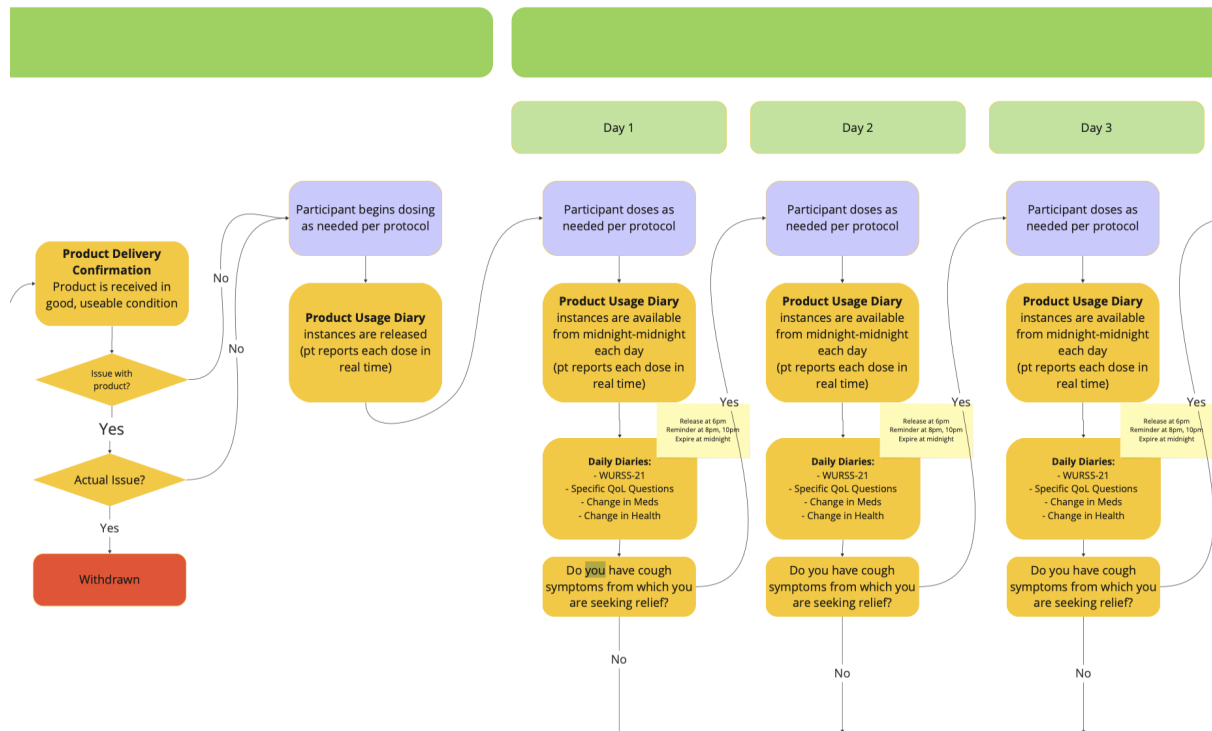 Day 1
Day 2
Day 3
Product Delivery
Confirmation
Product is received in
good, useable condition
Issue with
product?
Yes
Actual Issue?
Yes
Withdrawn
No
No
Participant begins dosing
as needed per protocol
Product Usage Diary
instances are released
(pt reports each dose in
real time)
Participant doses as
needed per protocol
Product Usage Diary
instances are available
from midnight-midnight
each day
(pt reports each dose in
real time)
Yes
Release at 6pm
Reminder at 8pm, 10pm
Expire at midnight
Daily Diaries:
- WURSS-21
- Specific QoL Questions
- Change in Meds
- Change in Health
Do you have cough
symptoms from which you
are seeking relief?
No
Participant doses as
needed per protocol
Product Usage Diary
instances are available
from midnight-midnight
each day
(pt reports each dose in
real time)
Yes
Release at 6pm
Reminder at 8pm, 10pm
Expire at midnight
Daily Diaries:
- WURSS-21
- Specific QoL Questions
- Change in Meds
- Change in Health
Do you have cough
symptoms from which you
are seeking relief?
No
Participant doses as
needed per protocol
Product Usage Diary
instances are available
from midnight-midnight
each day
(pt reports each dose in
real time)
Yes
Release at 6pm
Reminder at 8pm, 10pm
Expire at midnight
Daily Diaries:
- WURSS-21
- Specific QoL Questions
- Change in Meds
- Change in Health
Do you have cough
symptoms from which you
are seeking relief?
No